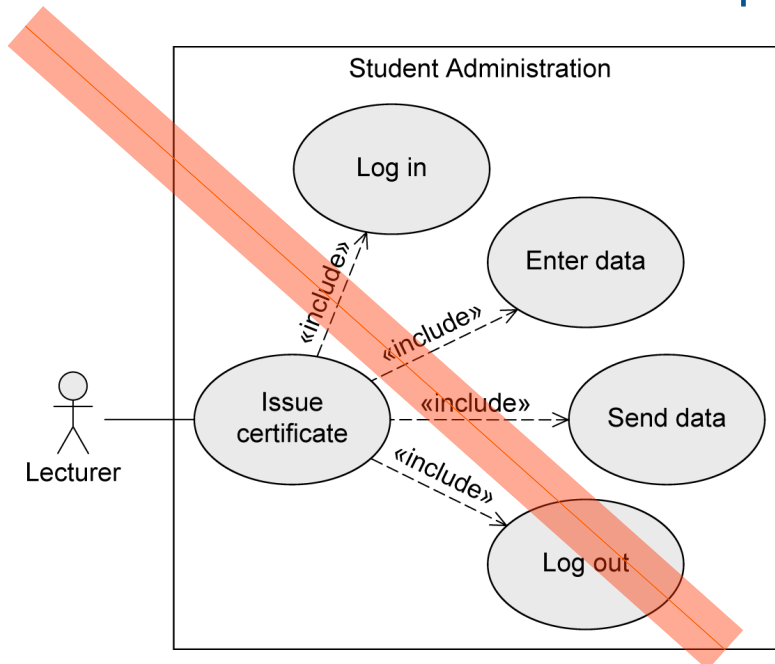 Student Administration
Log in
Enter data
«include»
«include»
Issue
certificate
«include»
Send data
Lecturer
«include»
Log out